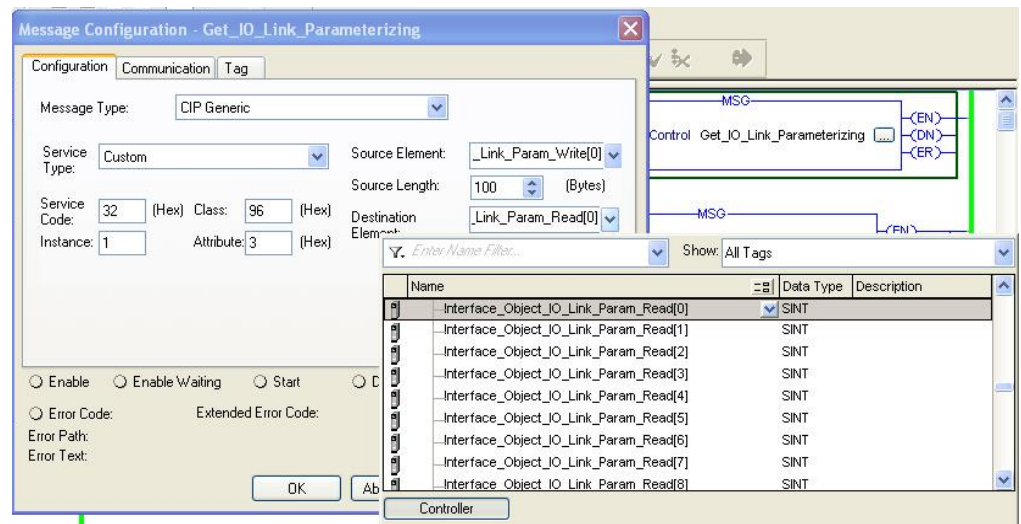 Message Configuration - Get_IO_Link_Parameterizing
Configuration Communication Tag
Message Type: CIP Generic
Service Type: Custom
Source Element: _Link_Param_Write[0]
Source Length: 100 (Bytes)
Service Code: 32 (Hex) Class: 96 (Hex)
Destination Element: _Link_Param_Read[0]
Instance: 1 Attribute: 3 (Hex)
Enable Enable Waiting Start
Error Code: Extended Error Code:
Error Path:
Error Text:
OK
MSG
Control Get_IO_Link_Parameterizing ...
(EN)
(DN)
(ER)
MSG
(EN)
Enter Name Filter... Show: All Tags
Name Data Type Description
Interface_Object_IO_Link_Param_Read[0] SINT
Interface_Object_IO_Link_Param_Read[1] SINT
Interface_Object_IO_Link_Param_Read[2] SINT
Interface_Object_IO_Link_Param_Read[3] SINT
Interface_Object_IO_Link_Param_Read[4] SINT
Interface_Object_IO_Link_Param_Read[5] SINT
Interface_Object_IO_Link_Param_Read[6] SINT
Interface_Object_IO_Link_Param_Read[7] SINT
Interface_Object_IO_Link_Param_Read[8] SINT
Controller